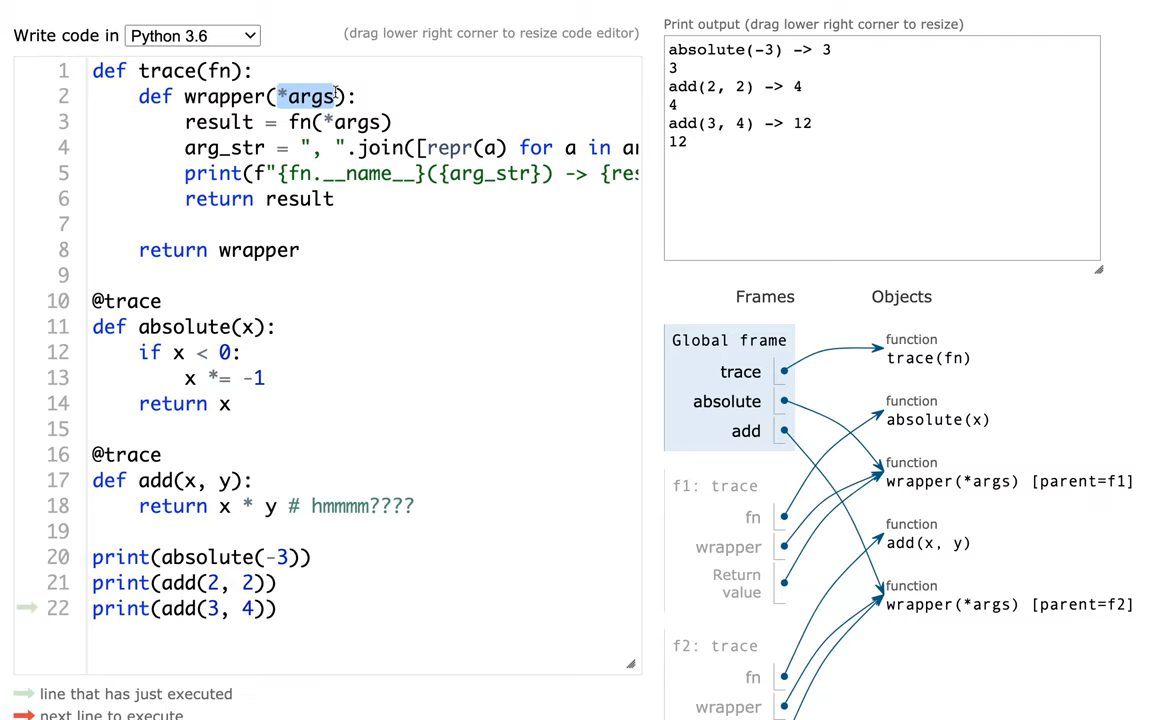 Write code in Python 3.6
(drag lower right corner to resize code editor)
1 def trace(fn):
2     def wrapper(*args):
3         result = fn(*args)
4         arg_str = ", ".join([repr(a) for a in a
5         print(f"{fn.__name__}({arg_str}) -> {res
6         return result
7
8     return wrapper
9
10 @trace
11 def absolute(x):
12     if x < 0:
13         x *= -1
14     return x
15
16 @trace
17 def add(x, y):
18     return x * y # hmmmm????
19
20 print(absolute(-3))
21 print(add(2, 2))
22 print(add(3, 4))
line that has just executed
next line to execute
Print output (drag lower right corner to resize)
absolute(-3) -> 3
3
add(2, 2) -> 4
4
add(3, 4) -> 12
12
Frames
Objects
Global frame
trace
absolute
add
f1: trace
fn
wrapper
Return
value
f2: trace
fn
wrapper
function
trace(fn)
function
absolute(x)
function
wrapper(*args) [parent=f1]
function
add(x, y)
function
wrapper(*args) [parent=f2]